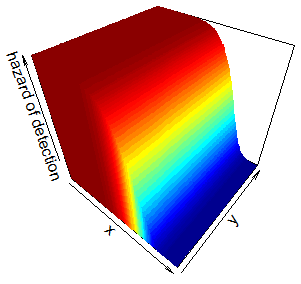 hazard of detection
x
y